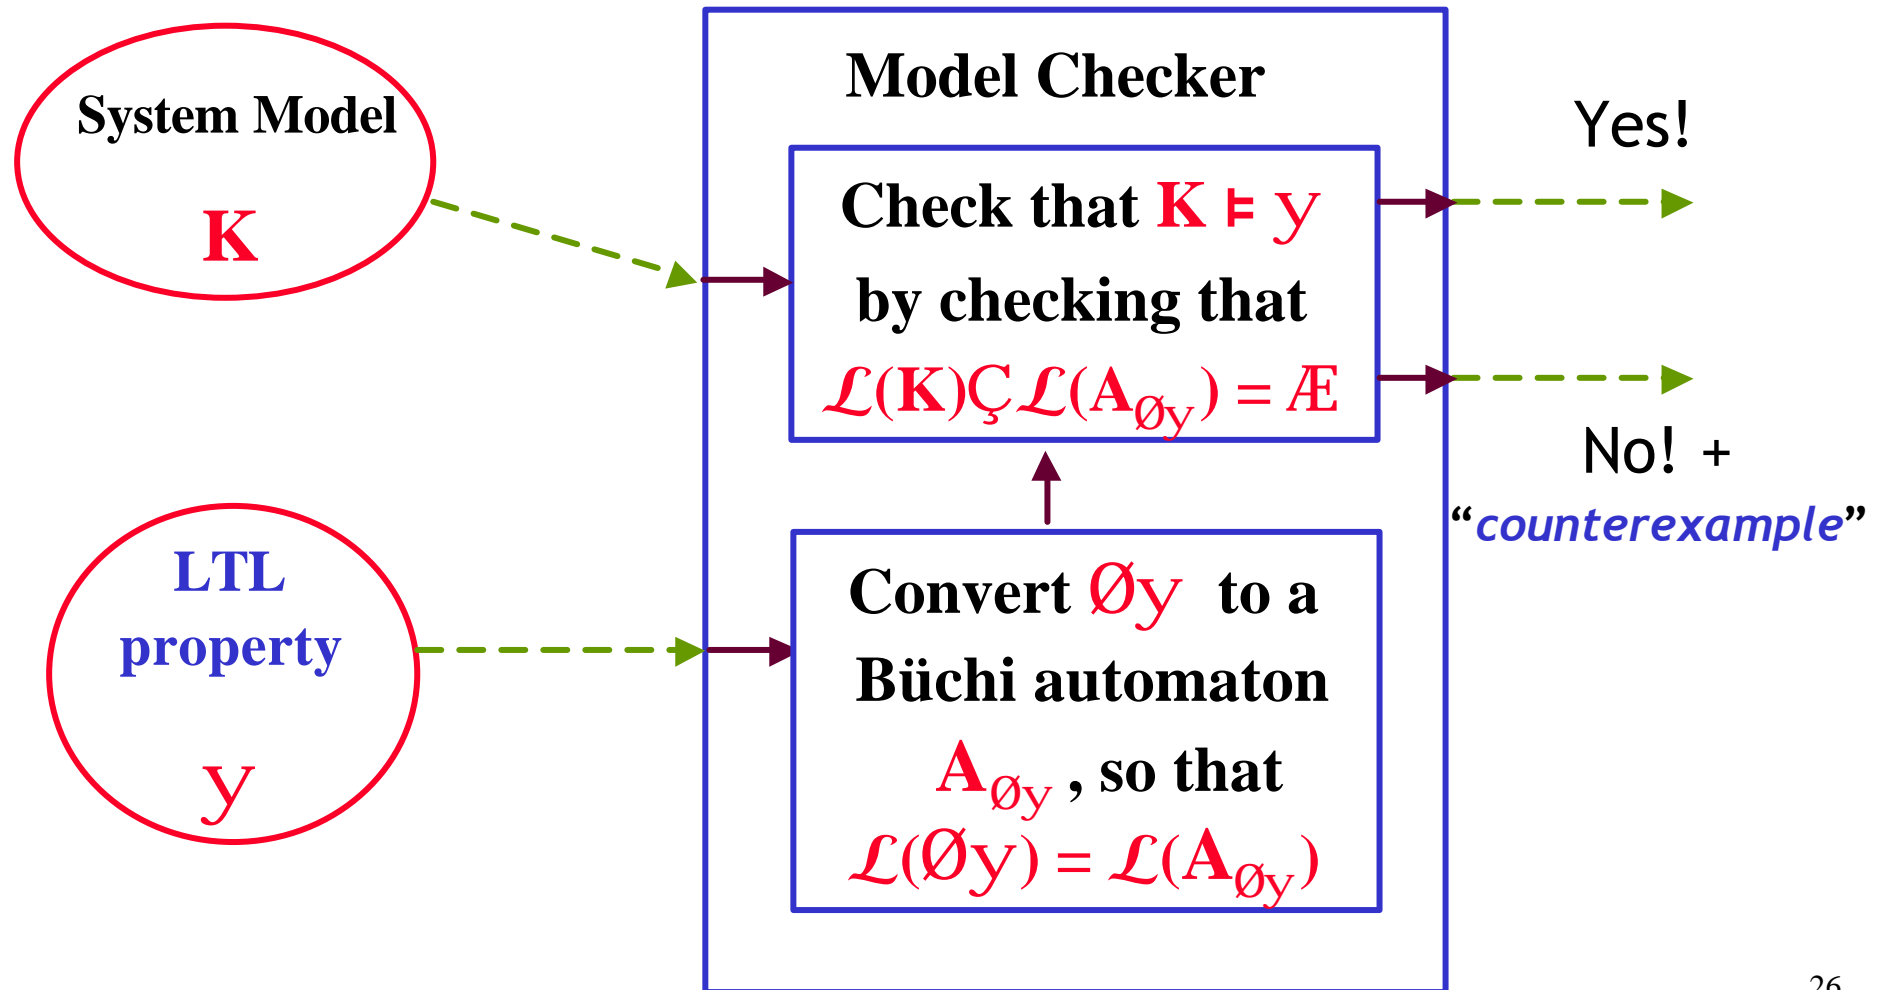 System Model
K
LTL
property
y
Model Checker
Check that K ⊧ y
by checking that
ℒ(K)Çℒ(A_Øy) = Æ
Convert Øy to a
Büchi automaton
A_Øy , so that
ℒ(Øy) = ℒ(A_Øy)
Yes!
No! +
“counterexample”
26